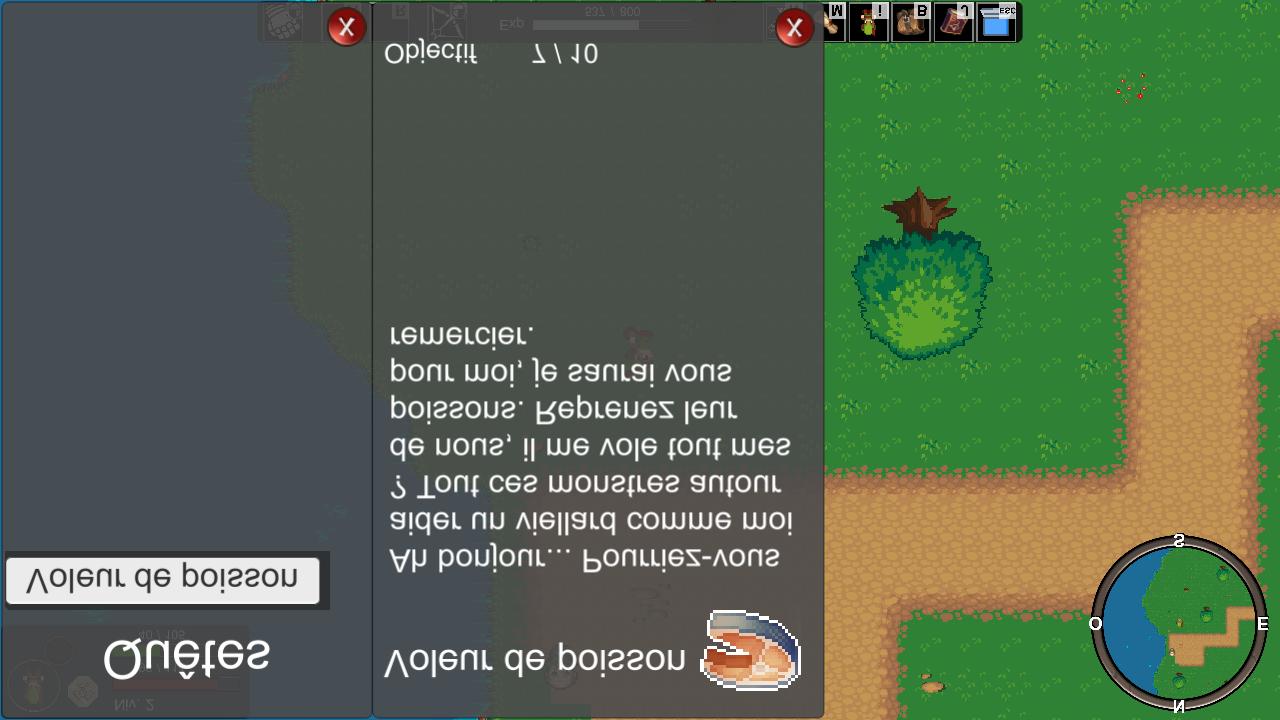 Quêtes
Voleur de poisson
Niv. 2
Voleur de poisson
Ah bonjour... Pourriez-vous
aider un viellard comme moi
? Tout ces monstres autour
de nous, il me vole tout mes
poissons. Reprenez leur
pour moi, je saurai vous
remercier.
Objectif 7 / 10
X
X
Exp 537 / 800
M
I
B
J
ESC
N
O
E
S